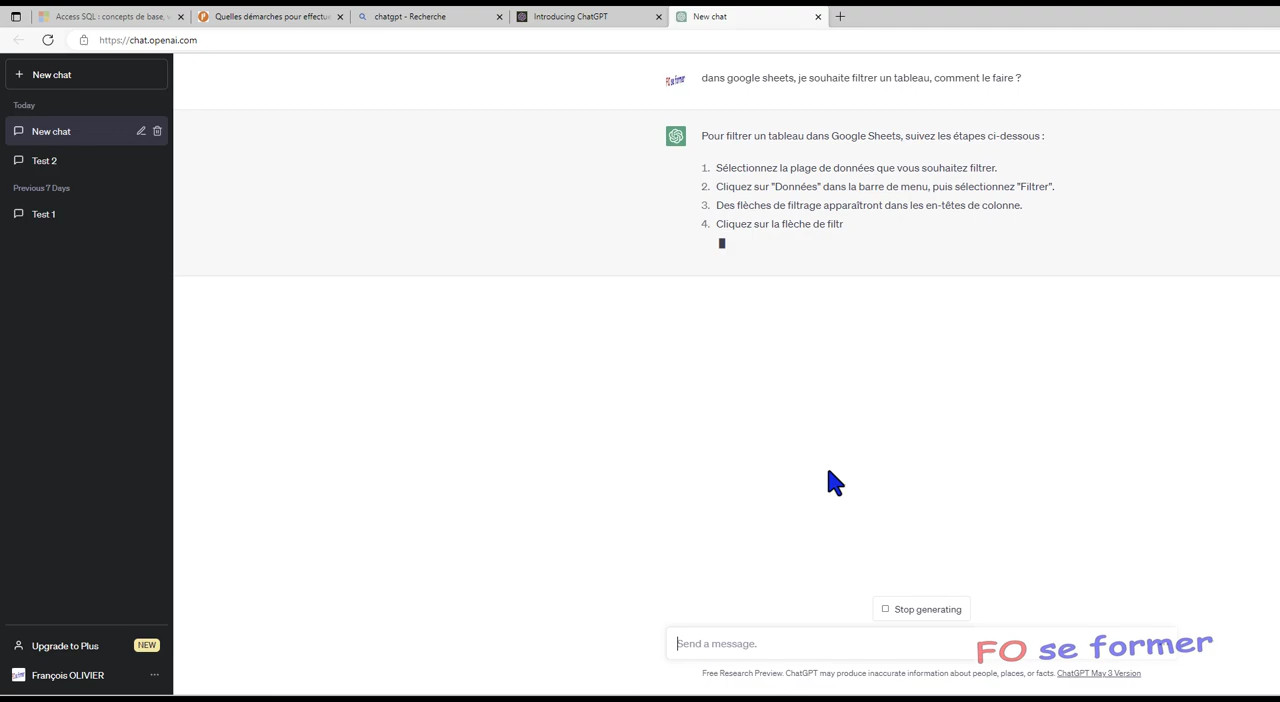 Access SQL : concepts de base, v
Quelles démarches pour effectue
chatgpt - Recherche
Introducing ChatGPT
New chat
https://chat.openai.com
New chat
Today
New chat
Test 2
Previous 7 Days
Test 1
FO se former
dans google sheets, je souhaite filtrer un tableau, comment le faire ?
Pour filtrer un tableau dans Google Sheets, suivez les étapes ci-dessous :
1. Sélectionnez la plage de données que vous souhaitez filtrer.
2. Cliquez sur "Données" dans la barre de menu, puis sélectionnez "Filtrer".
3. Des flèches de filtrage apparaîtront dans les en-têtes de colonne.
4. Cliquez sur la flèche de filtr
Stop generating
Send a message.
FO se former
Free Research Preview. ChatGPT may produce inaccurate information about people, places, or facts. ChatGPT May 3 Version
Upgrade to Plus NEW
François OLIVIER